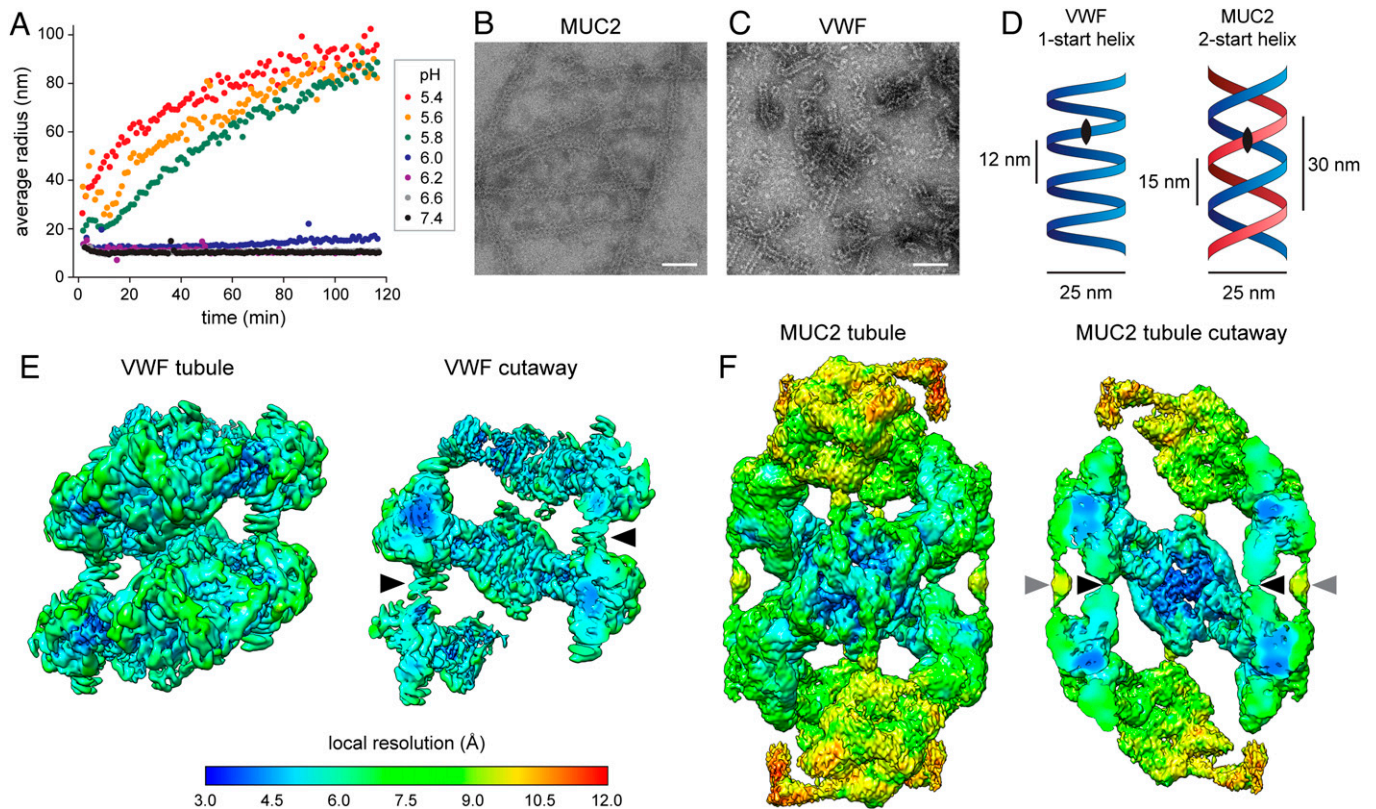 A
average radius (nm)
100
80
60
40
20
0
0 20 40 60 80 100 120
time (min)
pH
5.4
5.6
5.8
6.0
6.2
6.6
7.4
B
MUC2
C
VWF
D
VWF
1-start helix
MUC2
2-start helix
12 nm
15 nm
30 nm
25 nm
25 nm
E
VWF tubule
VWF cutaway
F
MUC2 tubule
MUC2 tubule cutaway
local resolution (Å)
3.0 4.5 6.0 7.5 9.0 10.5 12.0